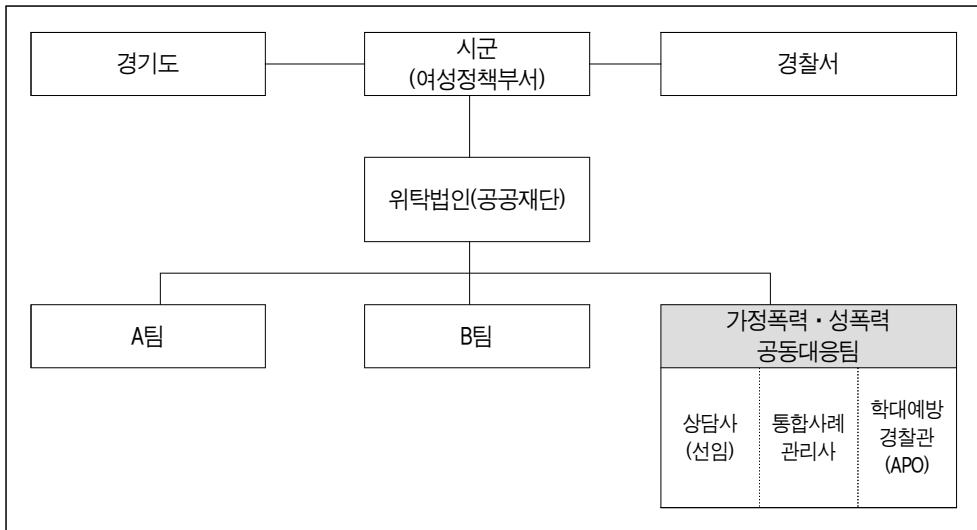 경기도
시군
(여성정책부서)
경찰서
위탁법인(공공재단)
A팀
B팀
가정폭력 · 성폭력
공동대응팀
상담사
(선임)
통합사례
관리사
학대예방
경찰관
(APO)